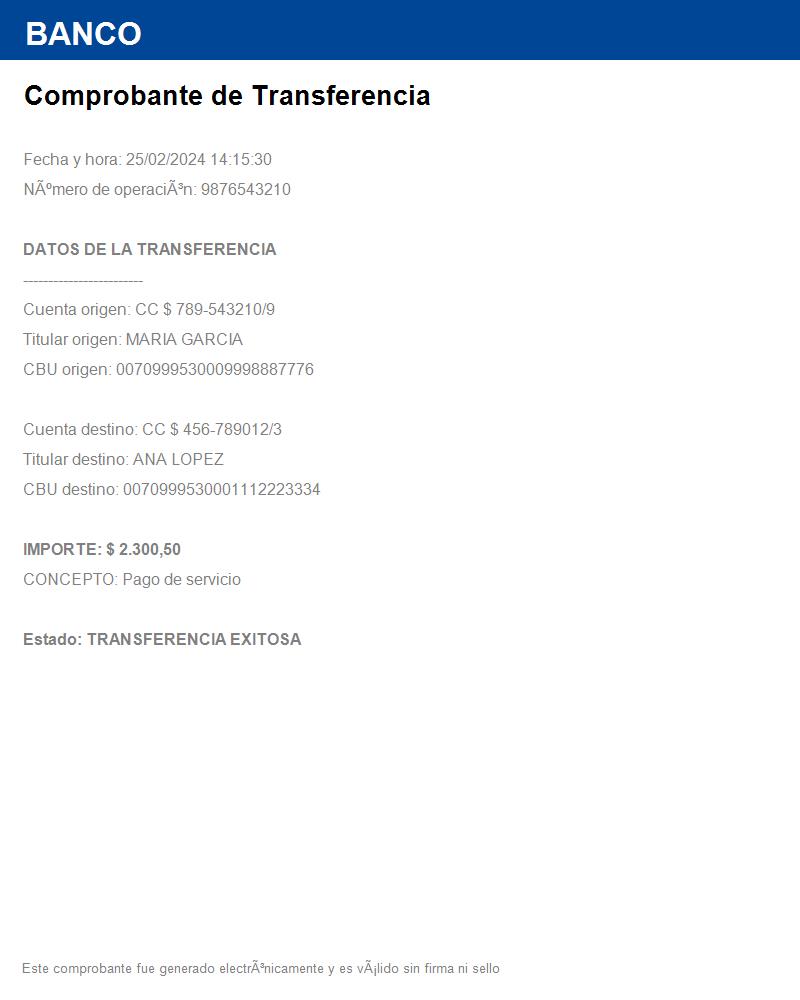 BANCO
Comprobante de Transferencia
Fecha y hora: 25/02/2024 14:15:30
NÃºmero de operaciÃ³n: 9876543210
DATOS DE LA TRANSFERENCIA
------------------------
Cuenta origen: CC $ 789-543210/9
Titular origen: MARIA GARCIA
CBU origen: 0070999530009998887776
Cuenta destino: CC $ 456-789012/3
Titular destino: ANA LOPEZ
CBU destino: 0070999530001112223334
IMPORTE: $ 2.300,50
CONCEPTO: Pago de servicio
Estado: TRANSFERENCIA EXITOSA
Este comprobante fue generado electrÃ³nicamente y es vÃ¡lido sin firma ni sello